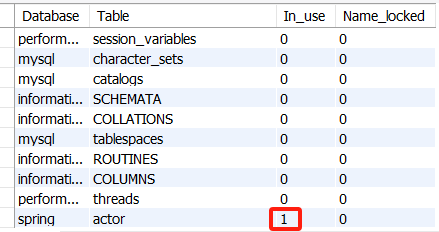 Database Table In_use Name_locked
perform... session_variables 0 0
mysql character_sets 0 0
mysql catalogs 0 0
informati... SCHEMATA 0 0
informati... COLLATIONS 0 0
mysql tablespaces 0 0
informati... ROUTINES 0 0
informati... COLUMNS 0 0
perform... threads 0 0
spring actor 1 0